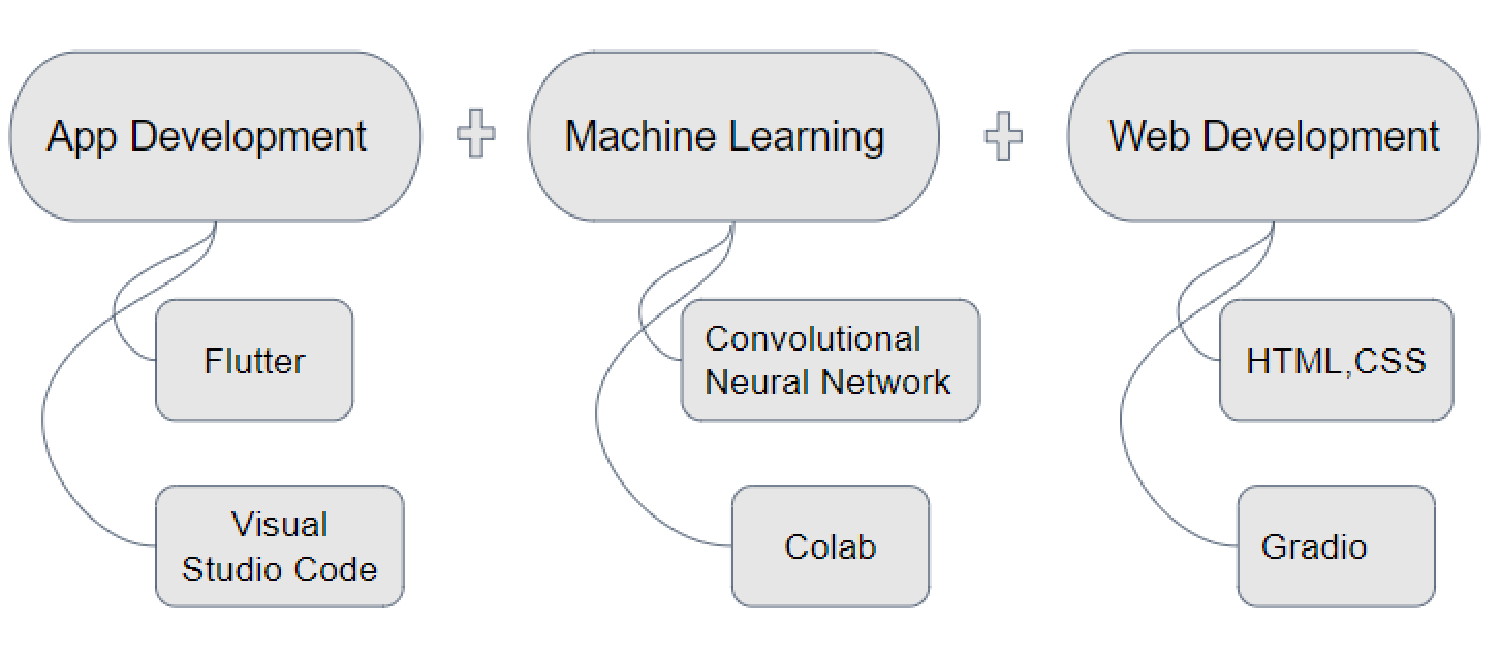 App Development
Machine Learning
Web Development
Flutter
Convolutional
Neural Network
HTML,CSS
Visual
Studio Code
Colab
Gradio